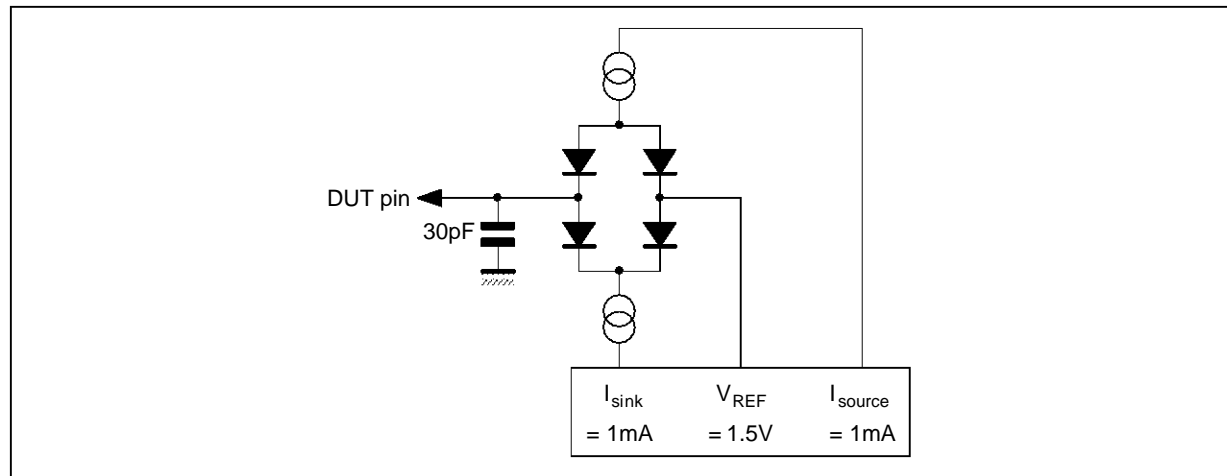 DUT pin
30pF
I_sink V_REF I_source
= 1mA = 1.5V = 1mA